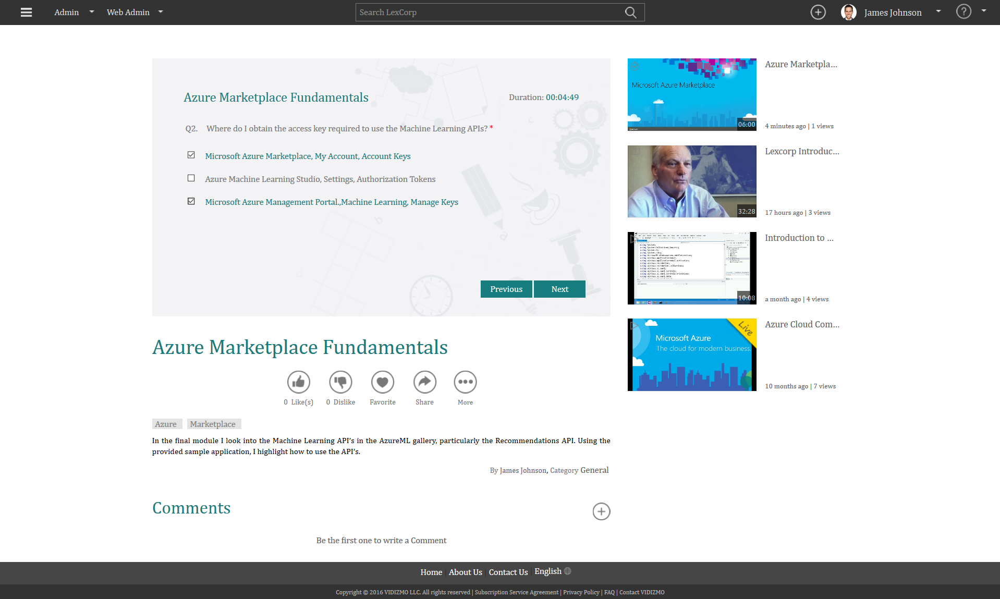 Admin
Web Admin
Search LexCorp
James Johnson
Azure Marketplace Fundamentals
Duration: 00:04:49
Q2. Where do I obtain the access key required to use the Machine Learning APIs? *
Microsoft Azure Marketplace, My Account, Account Keys
Azure Machine Learning Studio, Settings, Authorization Tokens
Microsoft Azure Management Portal.,Machine Learning, Manage Keys
Previous
Next
Azure Marketplace Fundamentals
0 Like(s)
0 Dislike
Favorite
Share
More
Azure
Marketplace
In the final module I look into the Machine Learning API's in the AzureML gallery, particularly the Recommendations API. Using the
provided sample application, I highlight how to use the API's.
By James Johnson, Category General
Comments
Be the first one to write a Comment
Microsoft Azure Marketplace
06:00
Azure Marketpla...
4 minutes ago | 1 views
32:28
Lexcorp Introduc...
17 hours ago | 3 views
10:08
Introduction to ...
a month ago | 4 views
Live
Microsoft Azure
The cloud for modern business.
Azure Cloud Com...
10 months ago | 7 views
Home | About Us | Contact Us | English
Copyright © 2016 VIDIZMO LLC. All rights reserved | Subscription Service Agreement | Privacy Policy | FAQ | Contact VIDIZMO